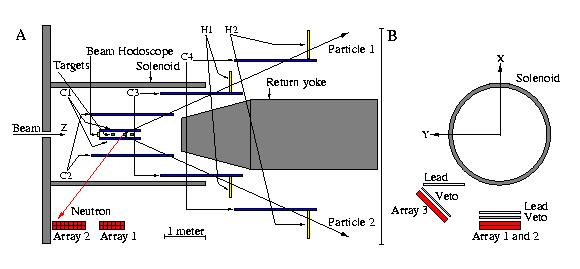 A
H1 H2
B
Particle 1
Beam Hodoscope
C4
X
Targets
Solenoid
Solenoid
C1
C3
Return yoke
Beam
Z
Y
C2
Lead
Veto
Neutron
Array 3
Lead
Veto
Array 2
Array 1
1 meter
Particle 2
Array 1 and 2